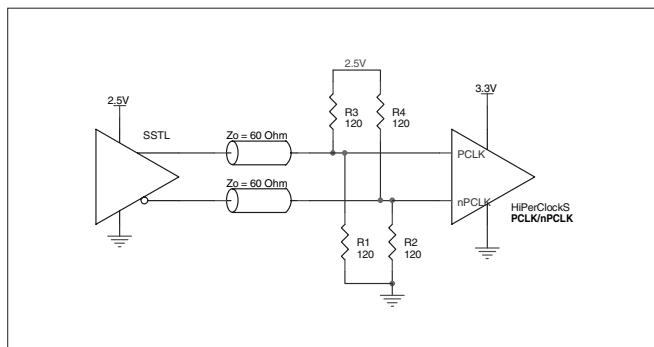 2.5V
3.3V
2.5V
R3
120
R4
120
SSTL
Zo = 60 Ohm
PCLK
Zo = 60 Ohm
nPCLK
HiPerClockS
PCLK/nPCLK
R1
120
R2
120